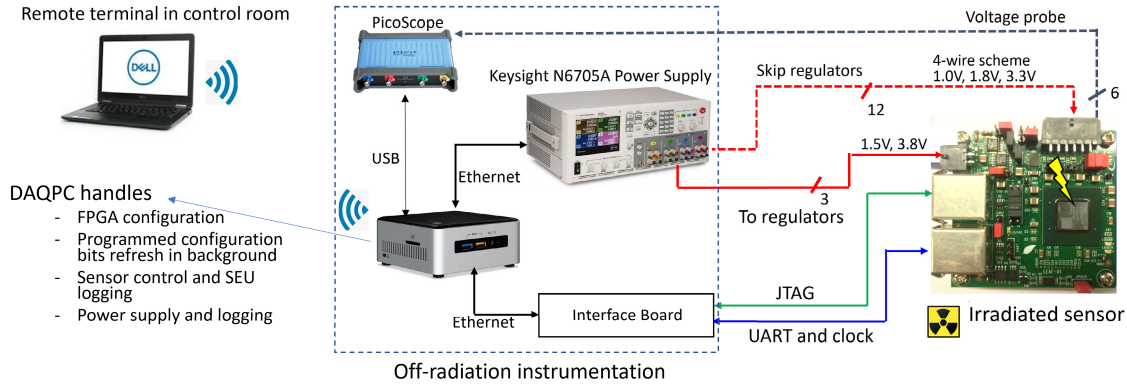 Remote terminal in control room
DELL
PicoScope
Voltage probe
Keysight N6705A Power Supply
Skip regulators
4-wire scheme
1.0V, 1.8V, 3.3V
12
6
USB
Ethernet
1.5V, 3.8V
3
To regulators
DAQPC handles
- FPGA configuration
- Programmed configuration
bits refresh in background
- Sensor control and SEU
logging
- Power supply and logging
Ethernet
Interface Board
JTAG
UART and clock
Irradiated sensor
Off-radiation instrumentation